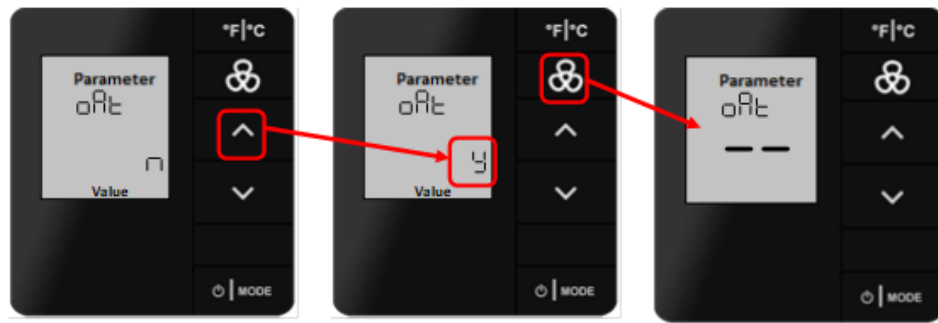 °F|°C
Parameter
oAt
n
Value
MODE
°F|°C
Parameter
oAt
y
Value
MODE
°F|°C
Parameter
oAt
--
MODE